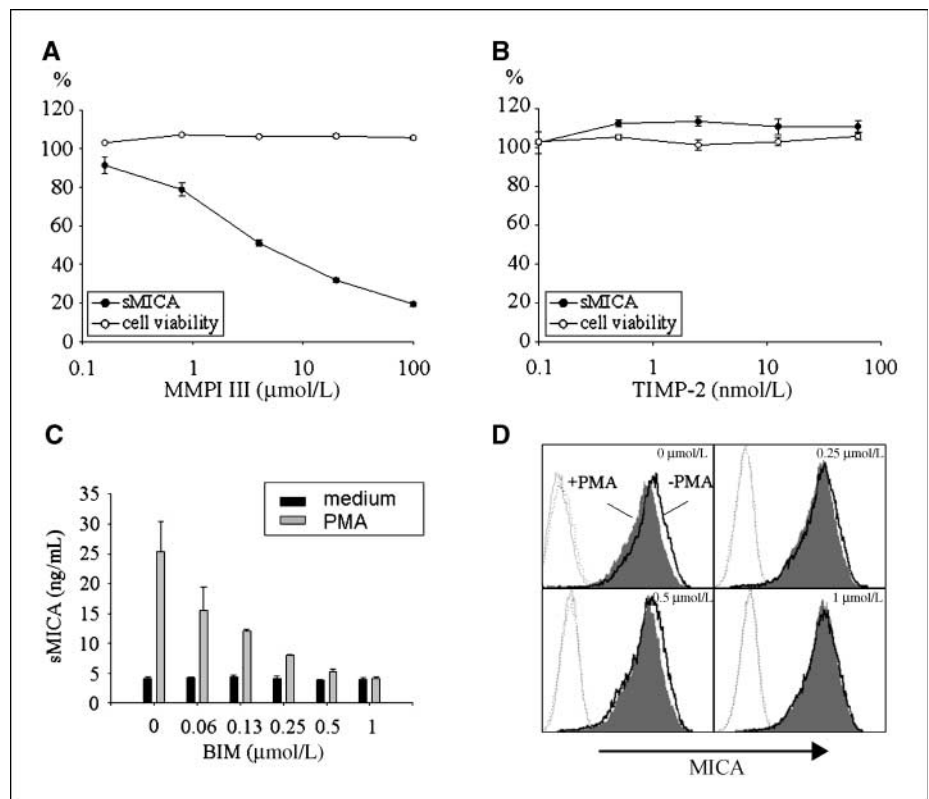 A
%
120
100
80
60
40
20
0
sMICA
cell viability
0.1 1 10 100
MMPI III (μmol/L)
B
%
120
100
80
60
40
20
0
sMICA
cell viability
0.1 1 10 100
TIMP-2 (nmol/L)
C
35
30
25
20
15
10
5
0
sMICA (ng/mL)
medium
PMA
0 0.06 0.13 0.25 0.5 1
BIM (μmol/L)
D
0 μmol/L
+PMA -PMA
0.25 μmol/L
0.5 μmol/L
1 μmol/L
MICA